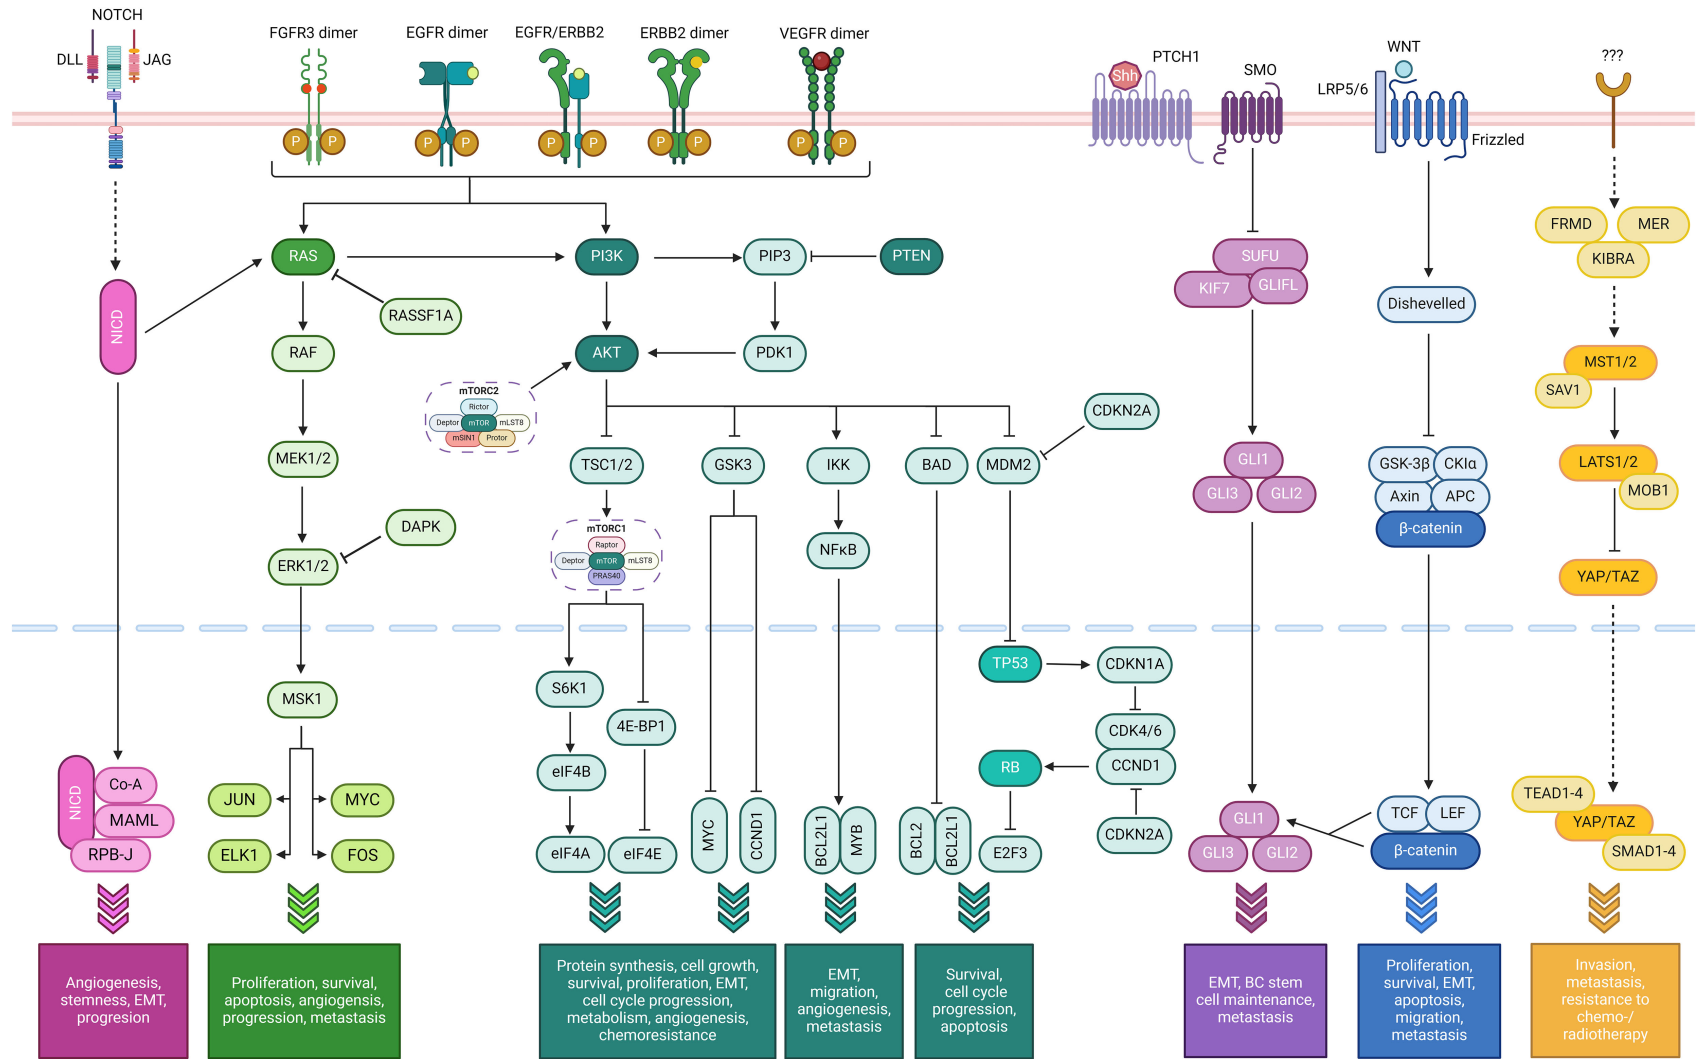 NOTCH
DLL
JAG
FGFR3 dimer
EGFR dimer
EGFR/ERBB2
ERBB2 dimer
VEGFR dimer
PTCH1
Shh
SMO
WNT
LRP5/6
Frizzled
???
P P
P P
P P
P P
P P
NICD
RAS
PI3K
PIP3
PTEN
RASSF1A
RAF
AKT
PDK1
mTORC2
Rictor
Deptor
mTOR
mLST8
mSIN1
Protor
CDKN2A
MEK1/2
TSC1/2
GSK3
IKK
BAD
MDM2
DAPK
ERK1/2
mTORC1
Raptor
Deptor
mTOR
mLST8
PRAS40
NFκB
SUFU
KIF7
GLIFL
GLI1
GLI3
GLI2
Dishevelled
GSK-3β
CKIα
Axin
APC
β-catenin
FRMD
MER
KIBRA
MST1/2
SAV1
LATS1/2
MOB1
YAP/TAZ
MSK1
S6K1
4E-BP1
eIF4B
eIF4A
eIF4E
TP53
CDKN1A
CDK4/6
CCND1
RB
CDKN2A
E2F3
NICD
Co-A
MAML
RPB-J
JUN
MYC
ELK1
FOS
MYC
CCND1
BCL2L1
MYB
BCL2
BCL2L1
GLI1
GLI3
GLI2
TCF
LEF
β-catenin
TEAD1-4
YAP/TAZ
SMAD1-4
Angiogenesis,
stemness, EMT,
progresion
Proliferation, survival,
apoptosis, angiogensis,
progression, metastasis
Protein synthesis, cell growth,
survival, proliferation, EMT,
cell cycle progression,
metabolism, angiogenesis,
chemoresistance
EMT,
migration,
angiogenesis,
metastasis
Survival,
cell cycle
progression,
apoptosis
EMT, BC stem
cell maintenance,
metastasis
Proliferation,
survival, EMT,
apoptosis,
migration,
metastasis
Invasion,
metastasis,
resistance to
chemo-/
radiotherapy